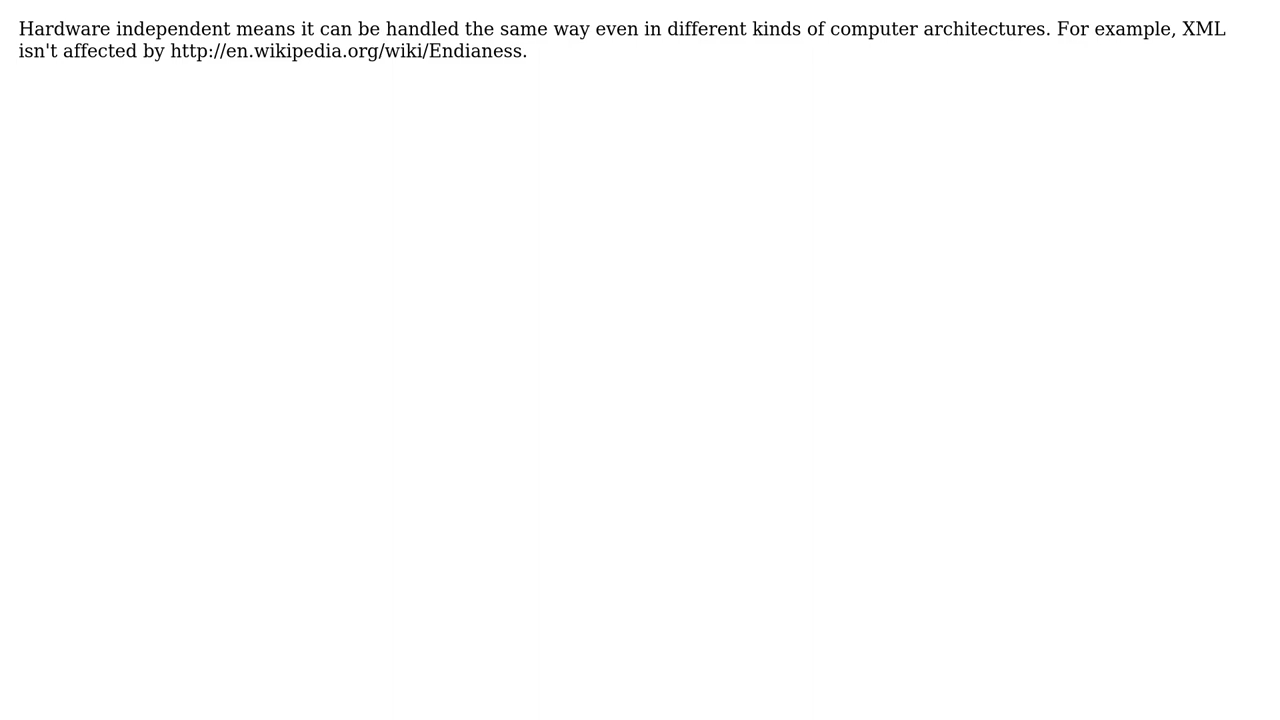 Hardware independent means it can be handled the same way even in different kinds of computer architectures. For example, XML
isn't affected by http://en.wikipedia.org/wiki/Endianess.